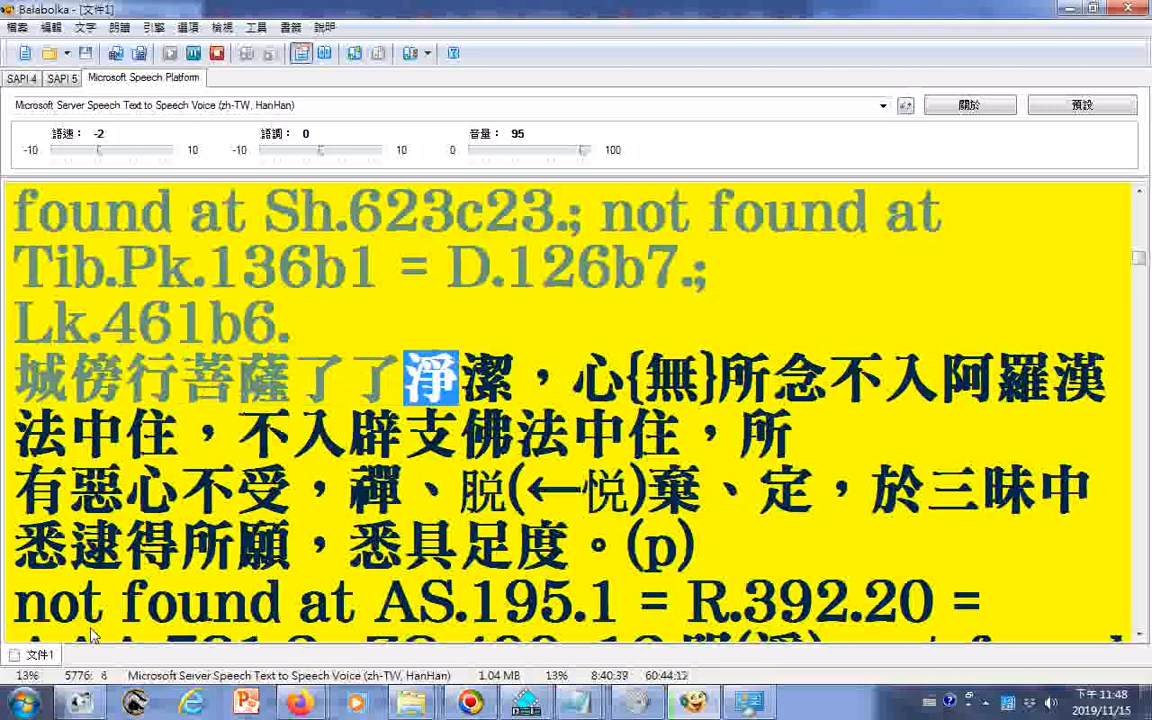 Balabolka - [文件1]
檔案 編輯 文字 朗讀 引擎 選項 檢視 工具 書籤 說明
SAPI 4 SAPI 5 Microsoft Speech Platform
Microsoft Server Speech Text to Speech Voice (zh-TW, HanHan) 關於 預設
語速： -2 語調： 0 音量： 95
-10 10 -10 10 0 100
found at Sh.623c23.; not found at
Tib.Pk.136b1 = D.126b7.;
Lk.461b6.
城傍行菩薩了了淨潔，心{無}所念不入阿羅漢
法中住，不入辟支佛法中住，所
有惡心不受，禪、脱(←悦)棄、定，於三昧中
悉逮得所願，悉具足度。(p)
not found at AS.195.1 = R.392.20 =
文件1
13% 5776: 6 Microsoft Server Speech Text to Speech Voice (zh-TW, HanHan) 1.04 MB 13% 8:40:39 60:44:12
下午 11:48
2019/11/15